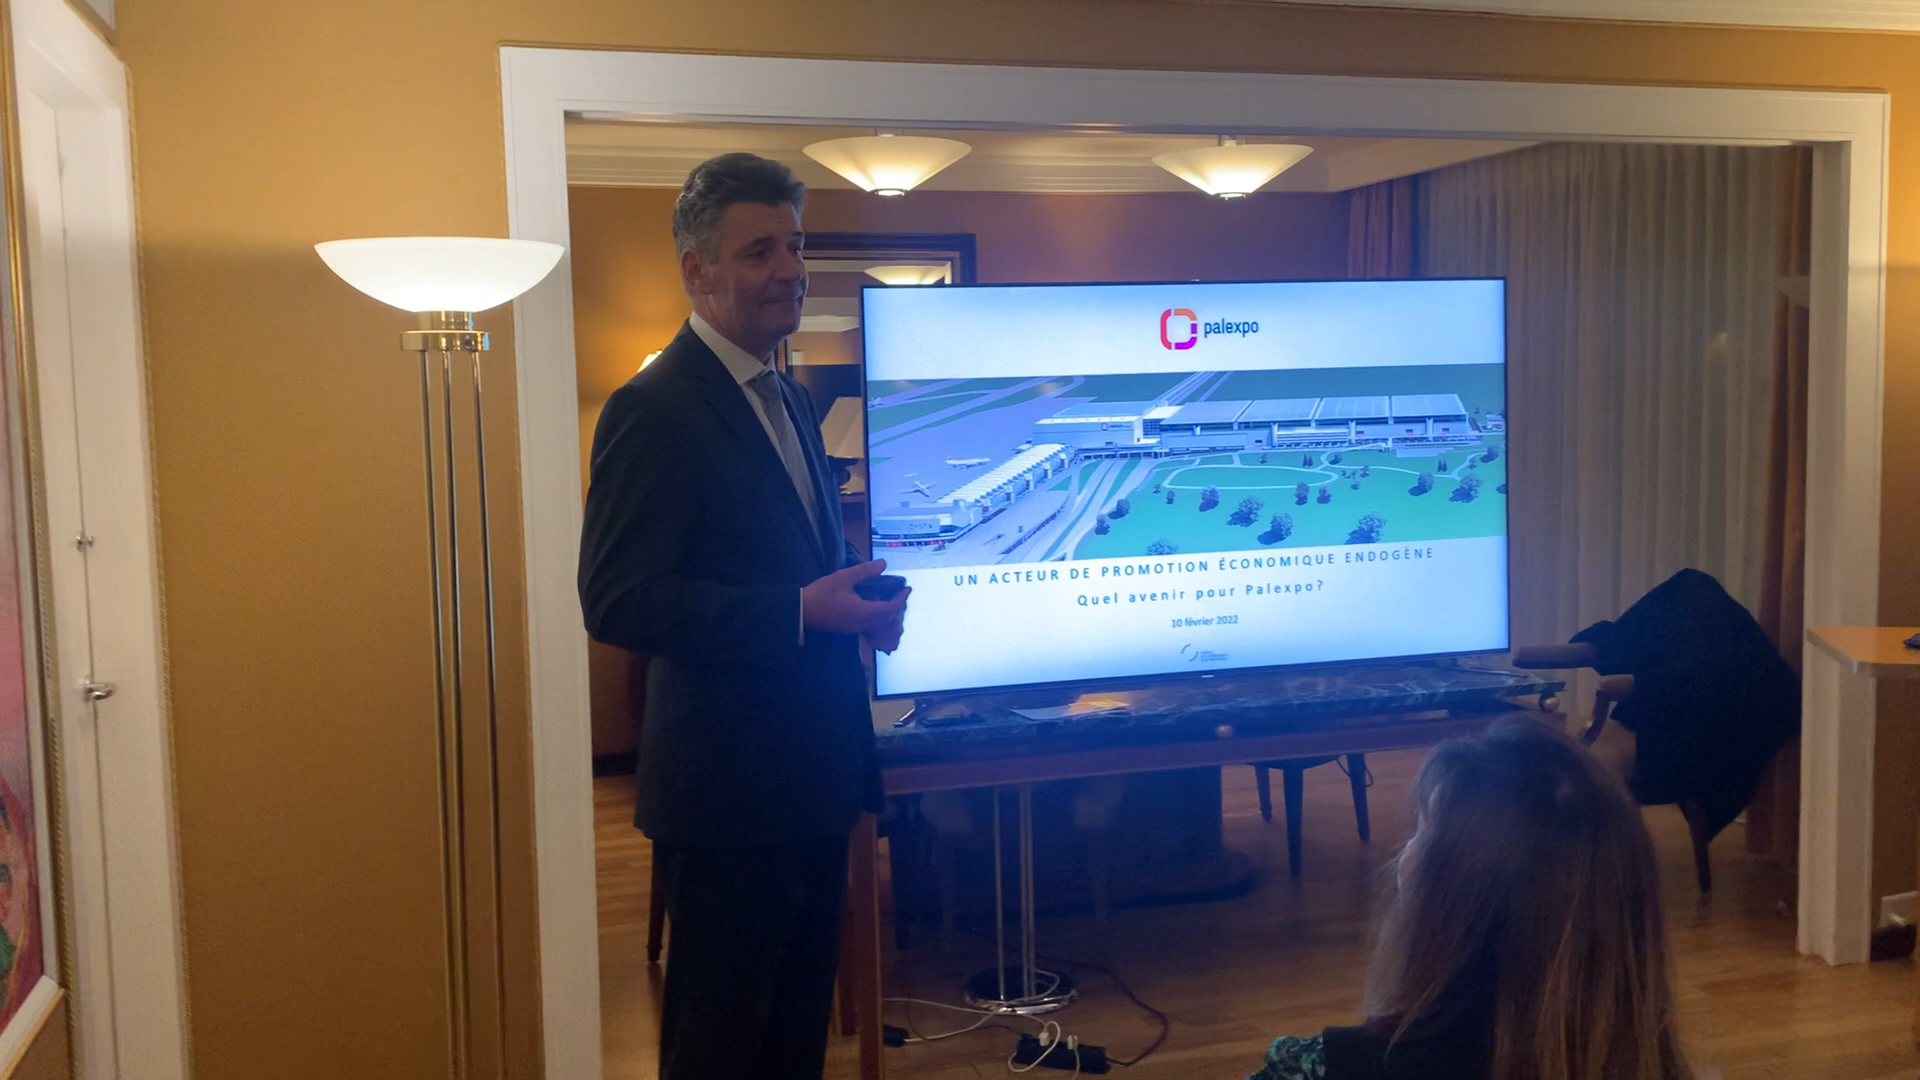 palexpo
UN ACTEUR DE PROMOTION ÉCONOMIQUE ENDOGÈNE
Quel avenir pour Palexpo?
10 février 2022